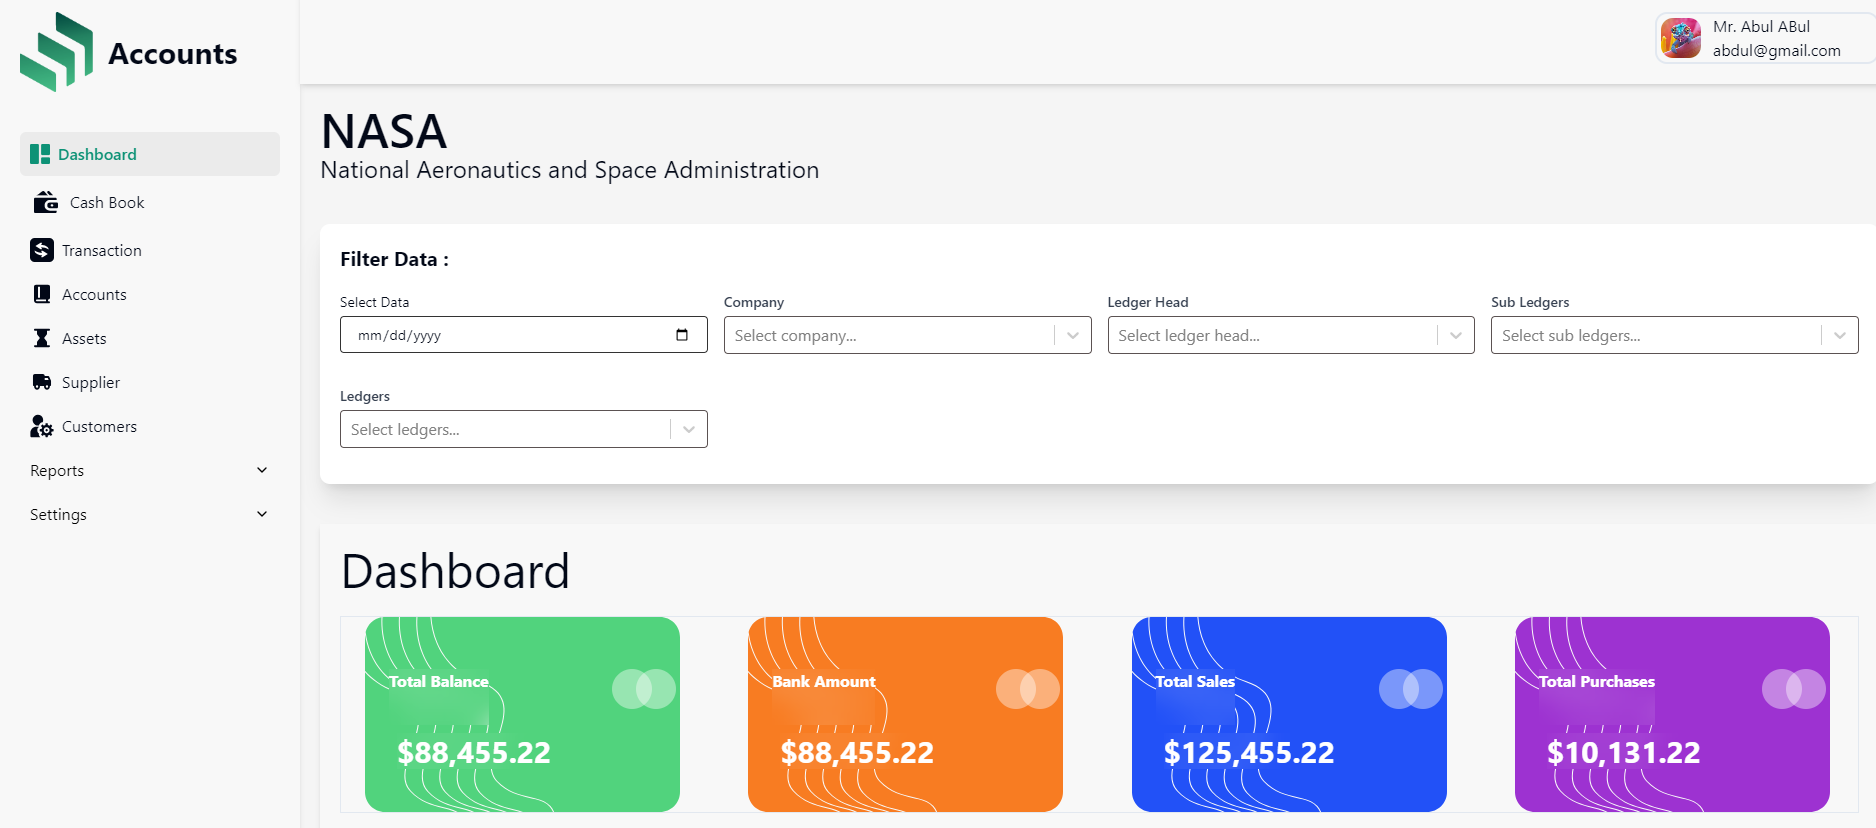 Accounts
Mr. Abul ABul
abdul@gmail.com
Dashboard
Cash Book
Transaction
Accounts
Assets
Supplier
Customers
Reports
Settings
NASA
National Aeronautics and Space Administration
Filter Data :
Select Data
Company
Ledger Head
Sub Ledgers
mm/dd/yyyy
Select company...
Select ledger head...
Select sub ledgers...
Ledgers
Select ledgers...
Dashboard
Total Balance
$88,455.22
Bank Amount
$88,455.22
Total Sales
$125,455.22
Total Purchases
$10,131.22